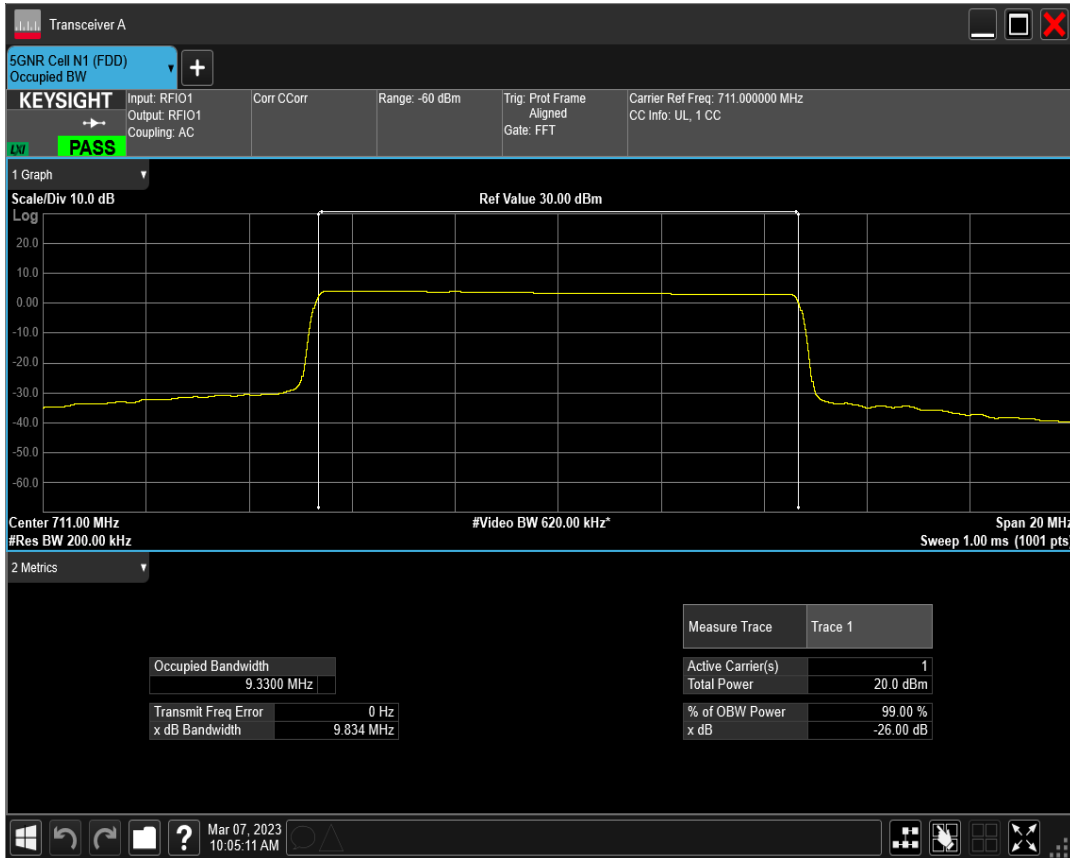 Transceiver A
5GNR Cell N1 (FDD)
Occupied BW
+
KEYSIGHT
LXI
PASS
Input: RFIO1
Output: RFIO1
Coupling: AC
Corr CCorr
Range: -60 dBm
Trig: Prot Frame
Aligned
Gate: FFT
Carrier Ref Freq: 711.000000 MHz
CC Info: UL, 1 CC
1 Graph
Scale/Div 10.0 dB
Ref Value 30.00 dBm
Log
20.0
10.0
0.00
-10.0
-20.0
-30.0
-40.0
-50.0
-60.0
Center 711.00 MHz
#Video BW 620.00 kHz*
Span 20 MHz
#Res BW 200.00 kHz
Sweep 1.00 ms (1001 pts)
2 Metrics
Measure Trace Trace 1
Occupied Bandwidth
9.3300 MHz
Active Carrier(s) 1
Total Power 20.0 dBm
Transmit Freq Error 0 Hz
x dB Bandwidth 9.834 MHz
% of OBW Power 99.00 %
x dB -26.00 dB
?
Mar 07, 2023
10:05:11 AM